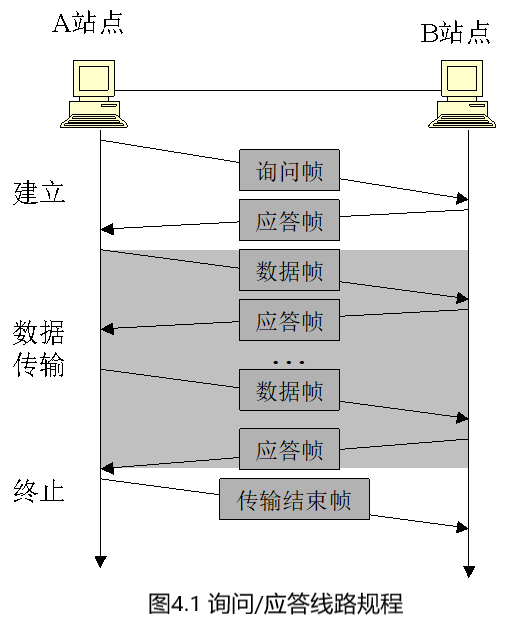 A站点
B站点
询问帧
建立
应答帧
数据帧
应答帧
数据
传输
...
数据帧
应答帧
终止
传输结束帧
图4.1 询问/应答线路规程